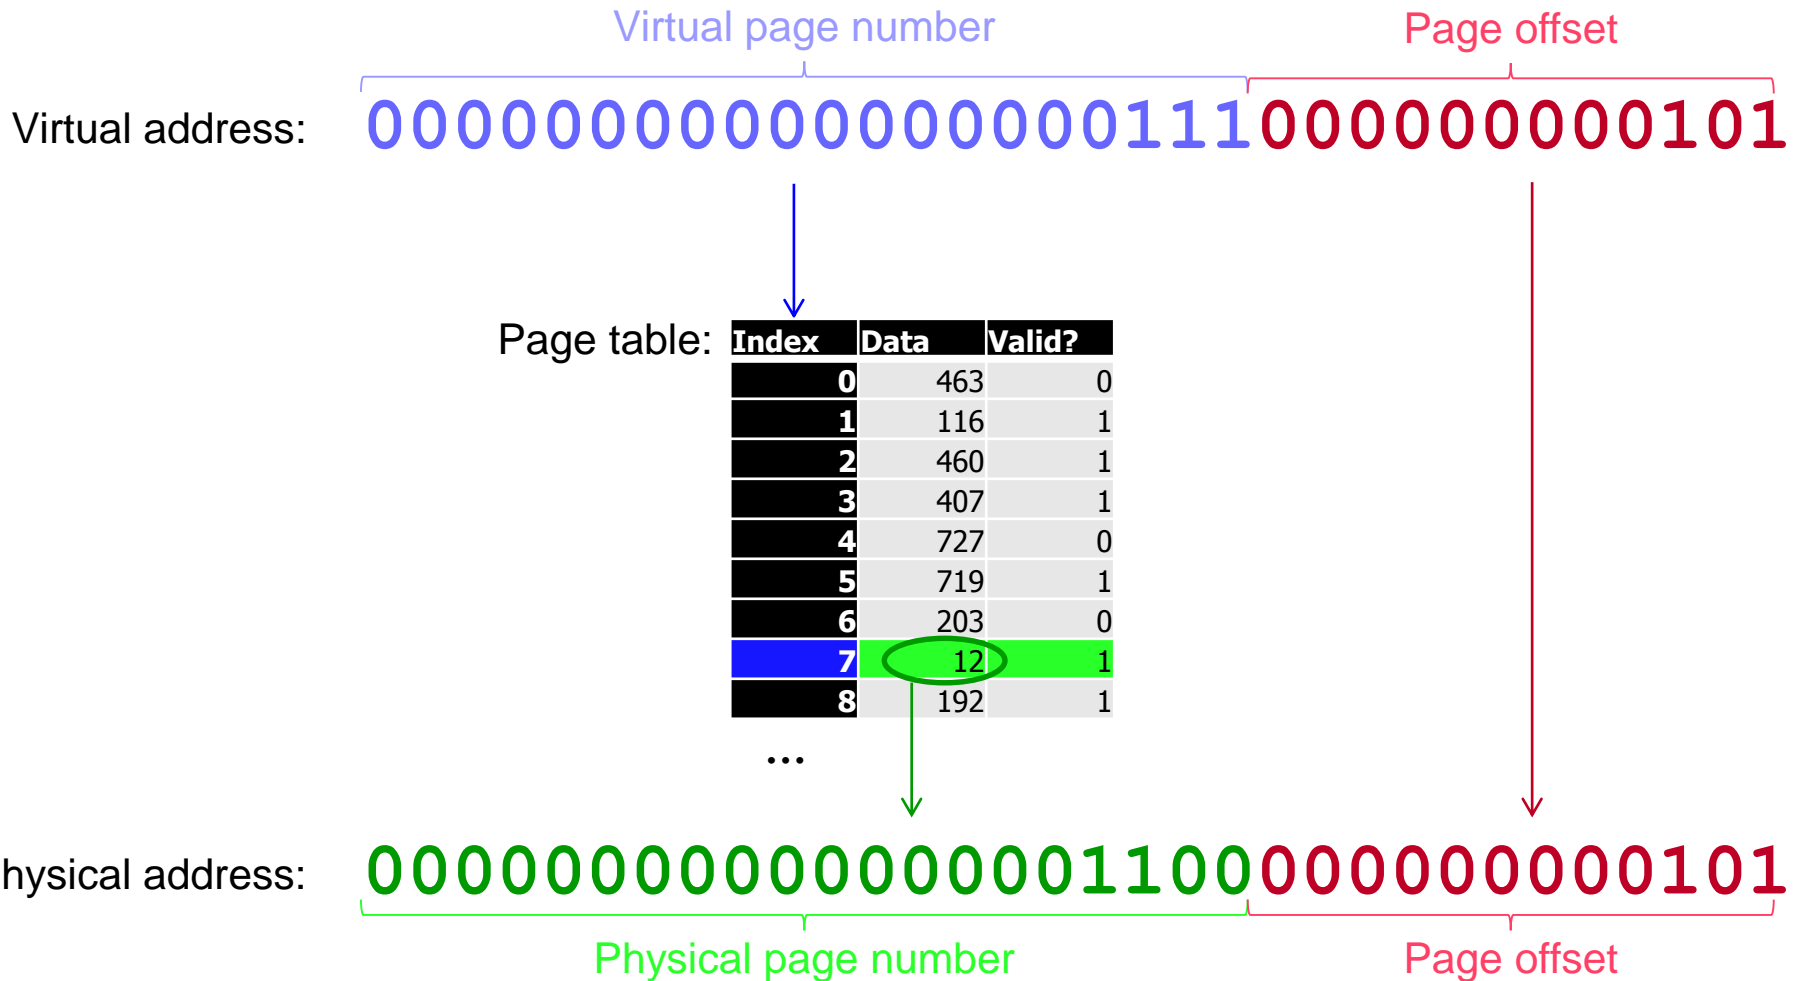 Virtual page number
Page offset
Virtual address: 00000000000000000111000000000101
Page table:
Index Data Valid?
0 463 0
1 116 1
2 460 1
3 407 1
4 727 0
5 719 1
6 203 0
7 12 1
8 192 1
...
hysical address: 00000000000000001100000000000101
Physical page number
Page offset